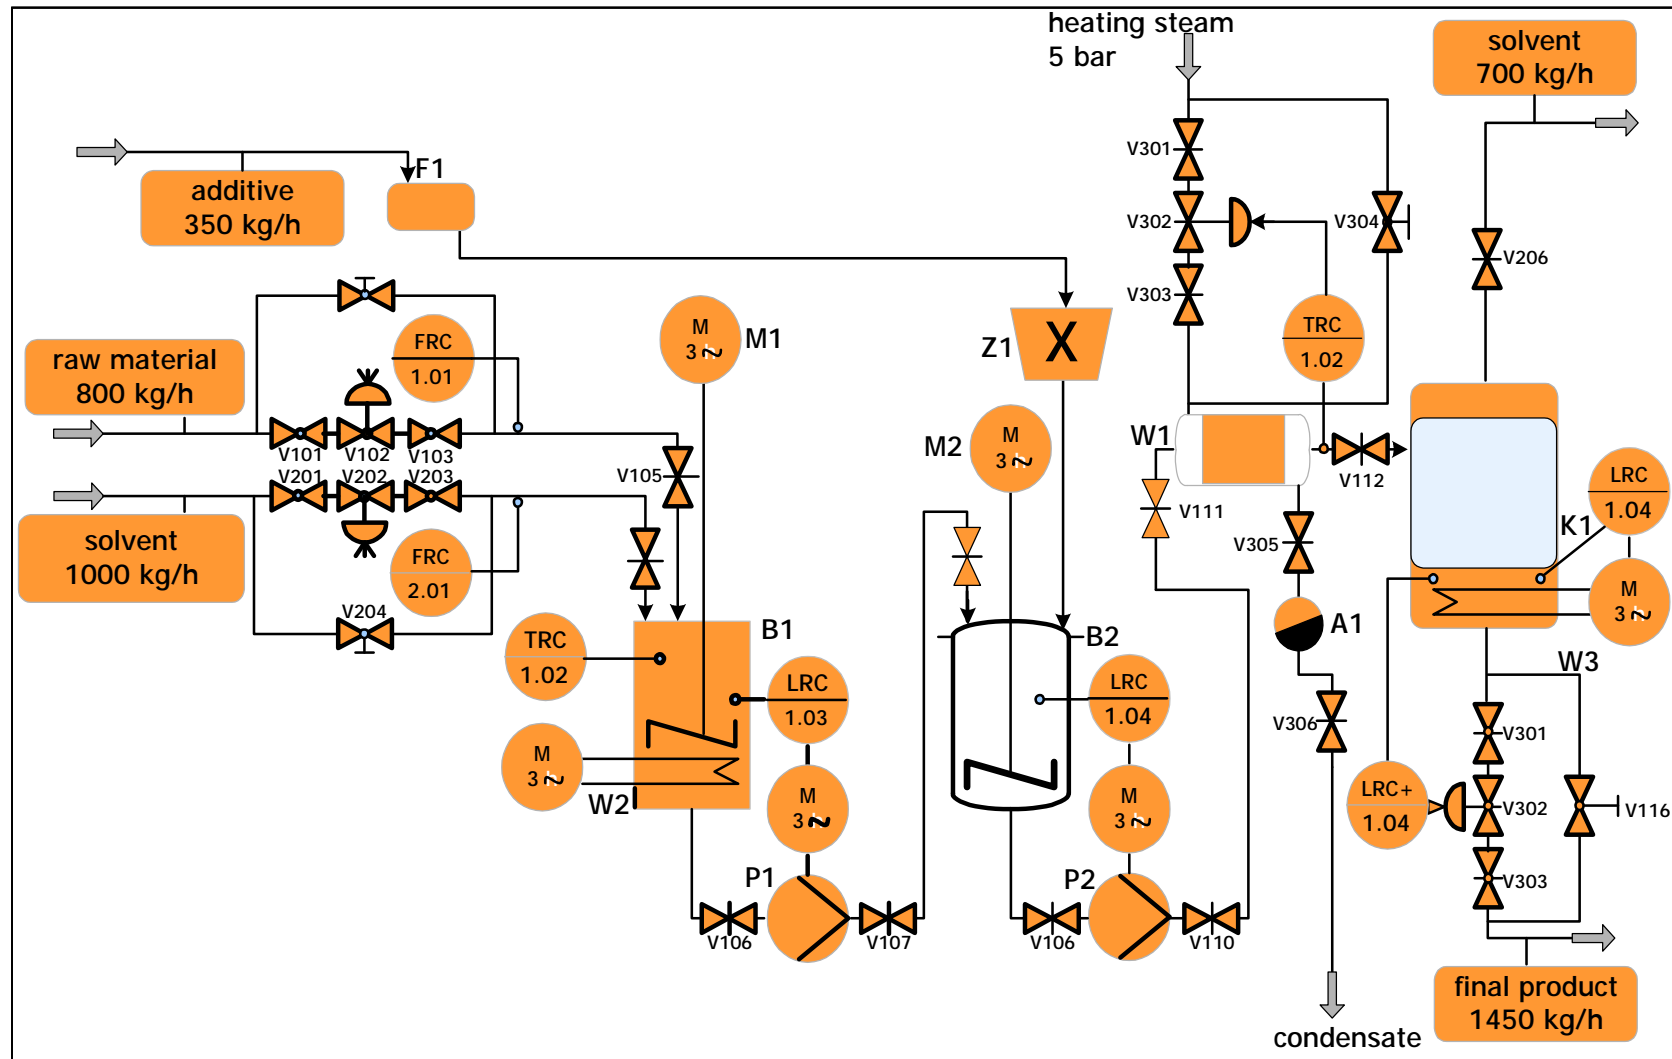 heating steam
5 bar
solvent
700 kg/h
additive
350 kg/h
F1
V301
V302
V304
V303
V206
TRC
1.02
raw material
800 kg/h
FRC
1.01
M
3 ~
M1
Z1
X
V101
V102
V103
V201
V202
V203
V105
solvent
1000 kg/h
FRC
2.01
V204
M2
M
3 ~
W1
V112
V111
V305
LRC
1.04
K1
M
3 ~
A1
B1
TRC
1.02
LRC
1.03
B2
LRC
1.04
W3
V306
V301
M
3 ~
W2
M
3 ~
M
3 ~
LRC+
1.04
V302
V116
V303
P1
V106
V107
P2
V106
V110
final product
1450 kg/h
condensate